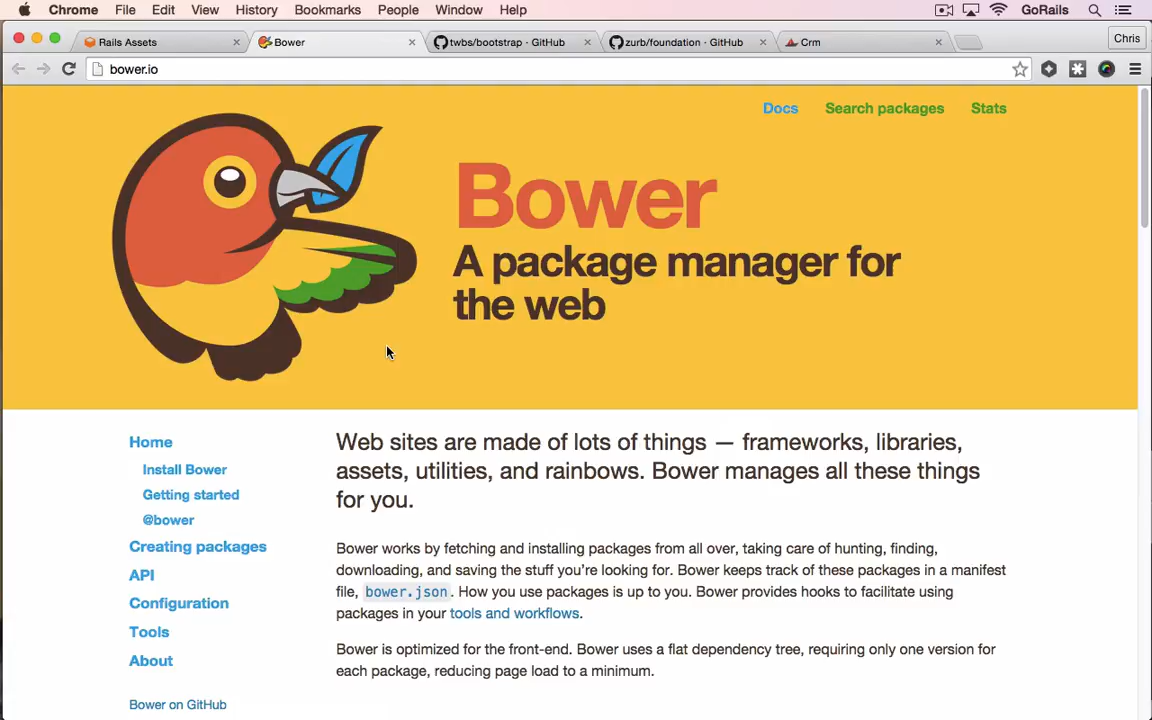 Chrome File Edit View History Bookmarks People Window Help GoRails
Rails Assets Bower twbs/bootstrap · GitHub zurb/foundation · GitHub Crm Chris
bower.io
Docs Search packages Stats
Bower
A package manager for
the web
Home
Install Bower
Getting started
@bower
Creating packages
API
Configuration
Tools
About
Bower on GitHub
Web sites are made of lots of things — frameworks, libraries,
assets, utilities, and rainbows. Bower manages all these things
for you.
Bower works by fetching and installing packages from all over, taking care of hunting, finding,
downloading, and saving the stuff you’re looking for. Bower keeps track of these packages in a manifest
file, bower.json. How you use packages is up to you. Bower provides hooks to facilitate using
packages in your tools and workflows.
Bower is optimized for the front-end. Bower uses a flat dependency tree, requiring only one version for
each package, reducing page load to a minimum.